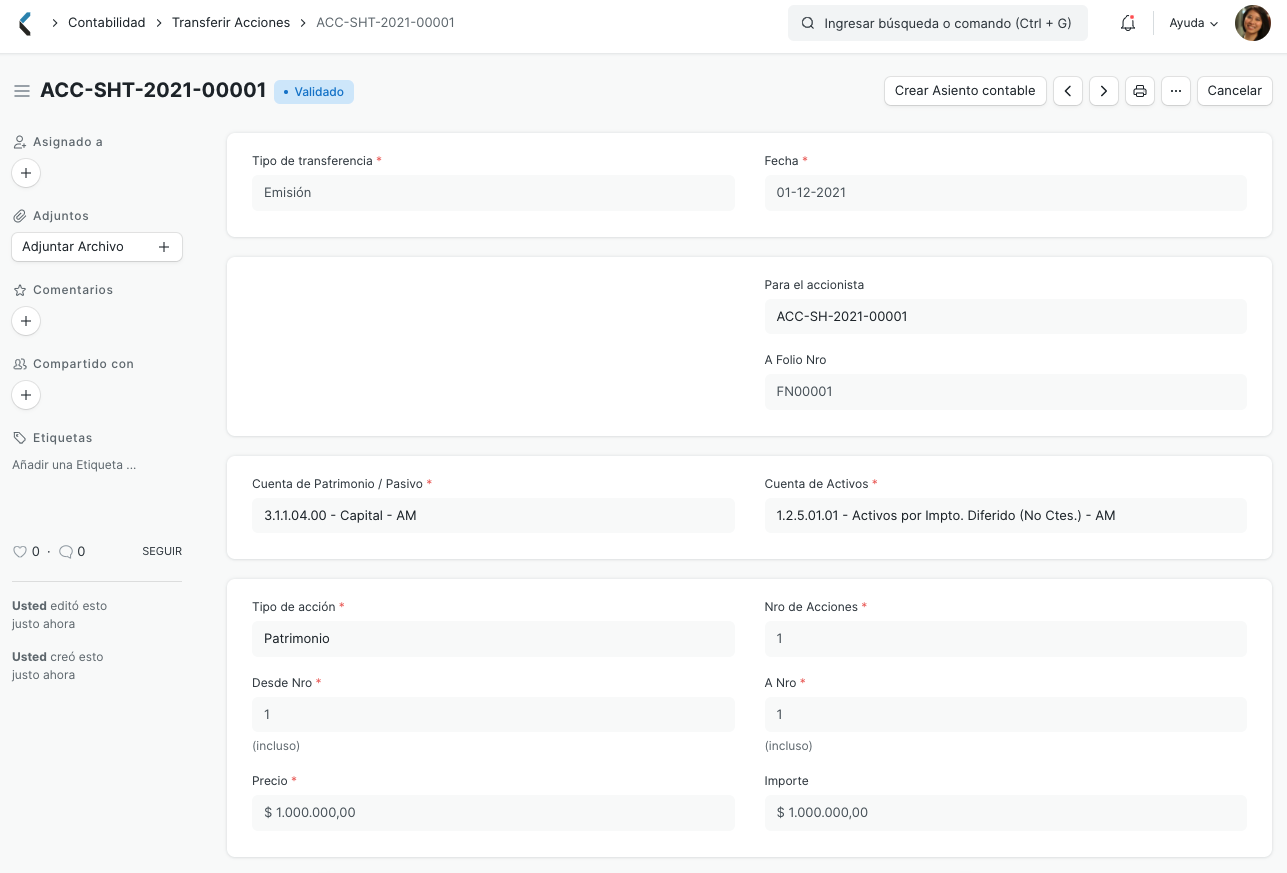 Contabilidad > Transferir Acciones > ACC-SHT-2021-00001
Ingresar búsqueda o comando (Ctrl + G)
Ayuda
ACC-SHT-2021-00001
• Validado
Crear Asiento contable
Cancelar
Asignado a
Adjuntos
Adjuntar Archivo
Comentarios
Compartido con
Etiquetas
Añadir una Etiqueta ...
0 · 0
SEGUIR
Usted editó esto
justo ahora
Usted creó esto
justo ahora
Tipo de transferencia *
Emisión
Fecha *
01-12-2021
Para el accionista
ACC-SH-2021-00001
A Folio Nro
FN00001
Cuenta de Patrimonio / Pasivo *
3.1.1.04.00 - Capital - AM
Cuenta de Activos *
1.2.5.01.01 - Activos por Impto. Diferido (No Ctes.) - AM
Tipo de acción *
Patrimonio
Nro de Acciones *
1
Desde Nro *
1
(incluso)
A Nro *
1
(incluso)
Precio *
$ 1.000.000,00
Importe
$ 1.000.000,00